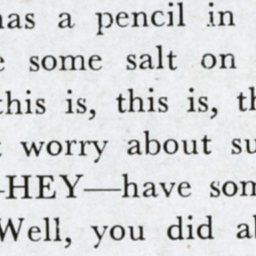 has a pencil in
some salt on
this is, this is, th
worry about su
—HEY—have som
Well, you did al